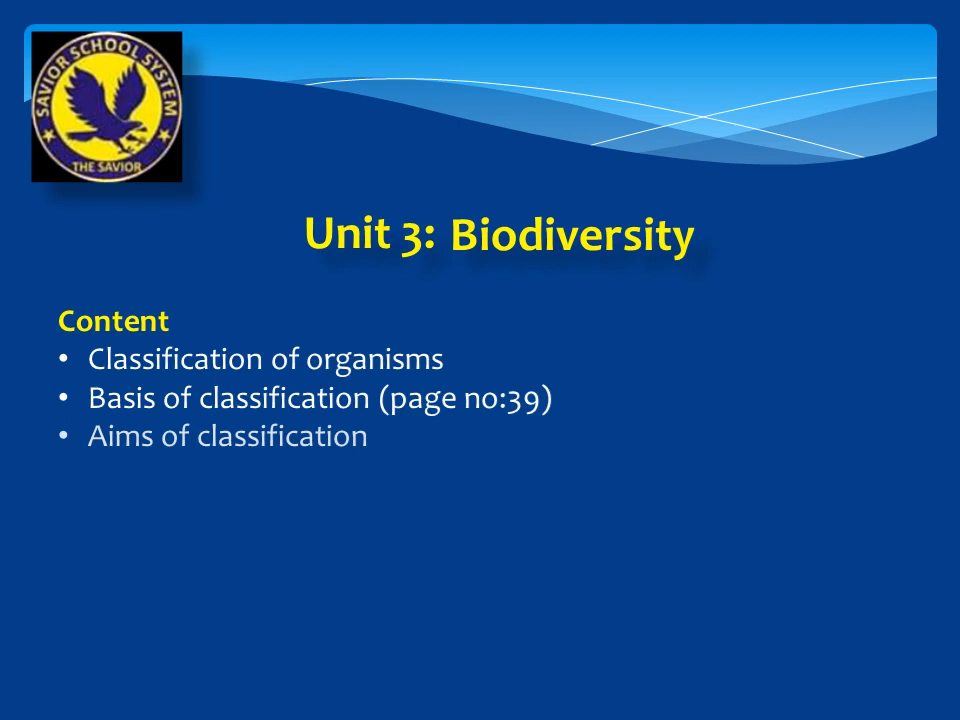 SAVIOR SCHOOL SYSTEM
THE SAVIOR
Unit 3: Biodiversity
Content
• Classification of organisms
• Basis of classification (page no:39)
• Aims of classification